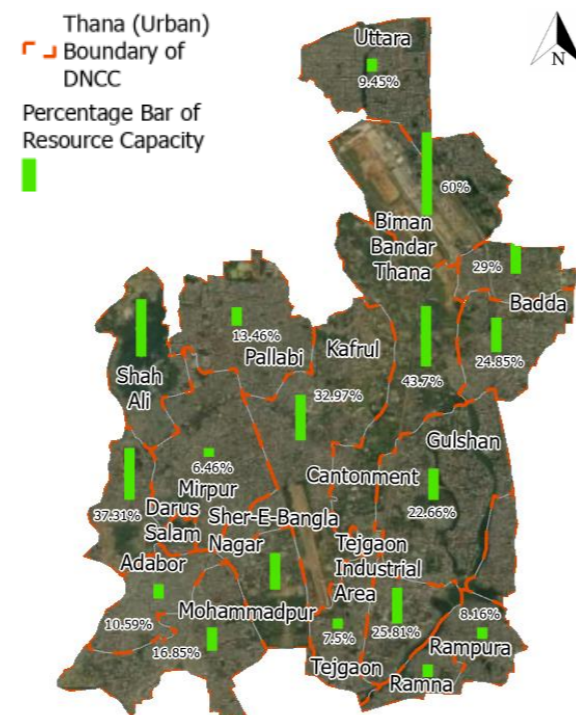 Thana (Urban)
Boundary of
DNCC
Percentage Bar of
Resource Capacity
N
Uttara
9.45%
60%
Biman
Bandar
Thana
29%
Badda
24.85%
13.46%
Pallabi
Kafrul
43.7%
Shah
Ali
32.97%
Gulshan
6.46%
Mirpur
Cantonment
22.66%
37.31%
Darus
Salam
Sher-E-Bangla
Nagar
Tejgaon
Industrial
Area
Adabor
10.59%
Mohammadpur
16.85%
7.5%
25.81%
8.16%
Rampura
Tejgaon
Ramna